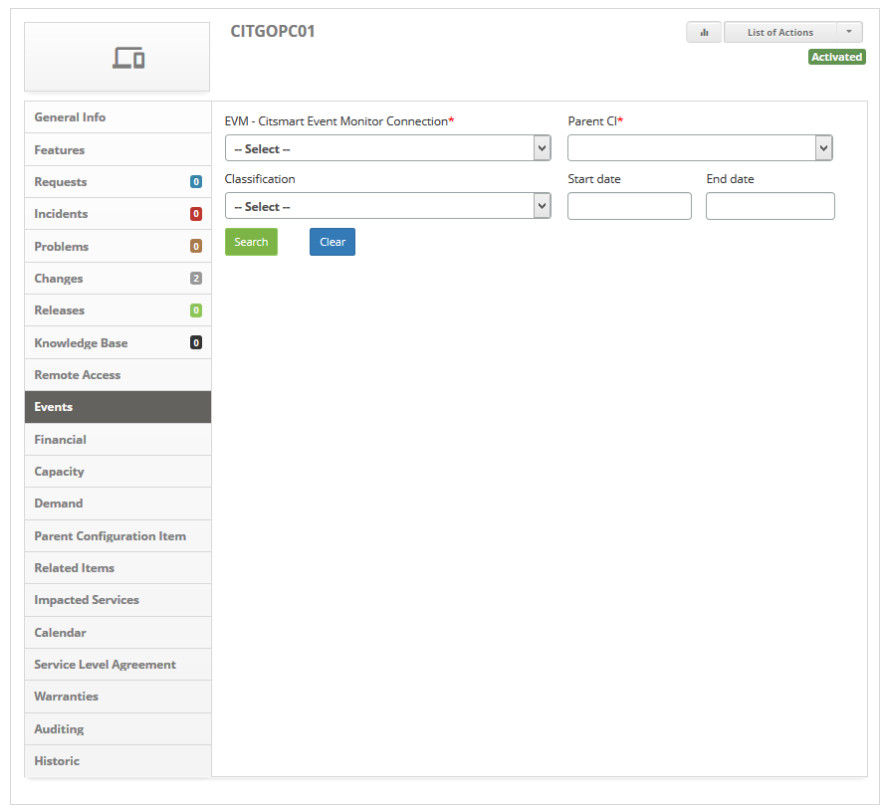 CITGOPC01
List of Actions
Activated
General Info
Features
Requests 0
Incidents 0
Problems 0
Changes 2
Releases 0
Knowledge Base 0
Remote Access
Events
Financial
Capacity
Demand
Parent Configuration Item
Related Items
Impacted Services
Calendar
Service Level Agreement
Warranties
Auditing
Historic
EVM - Citsmart Event Monitor Connection* Parent CI*
-- Select --
Classification Start date End date
-- Select --
Search Clear